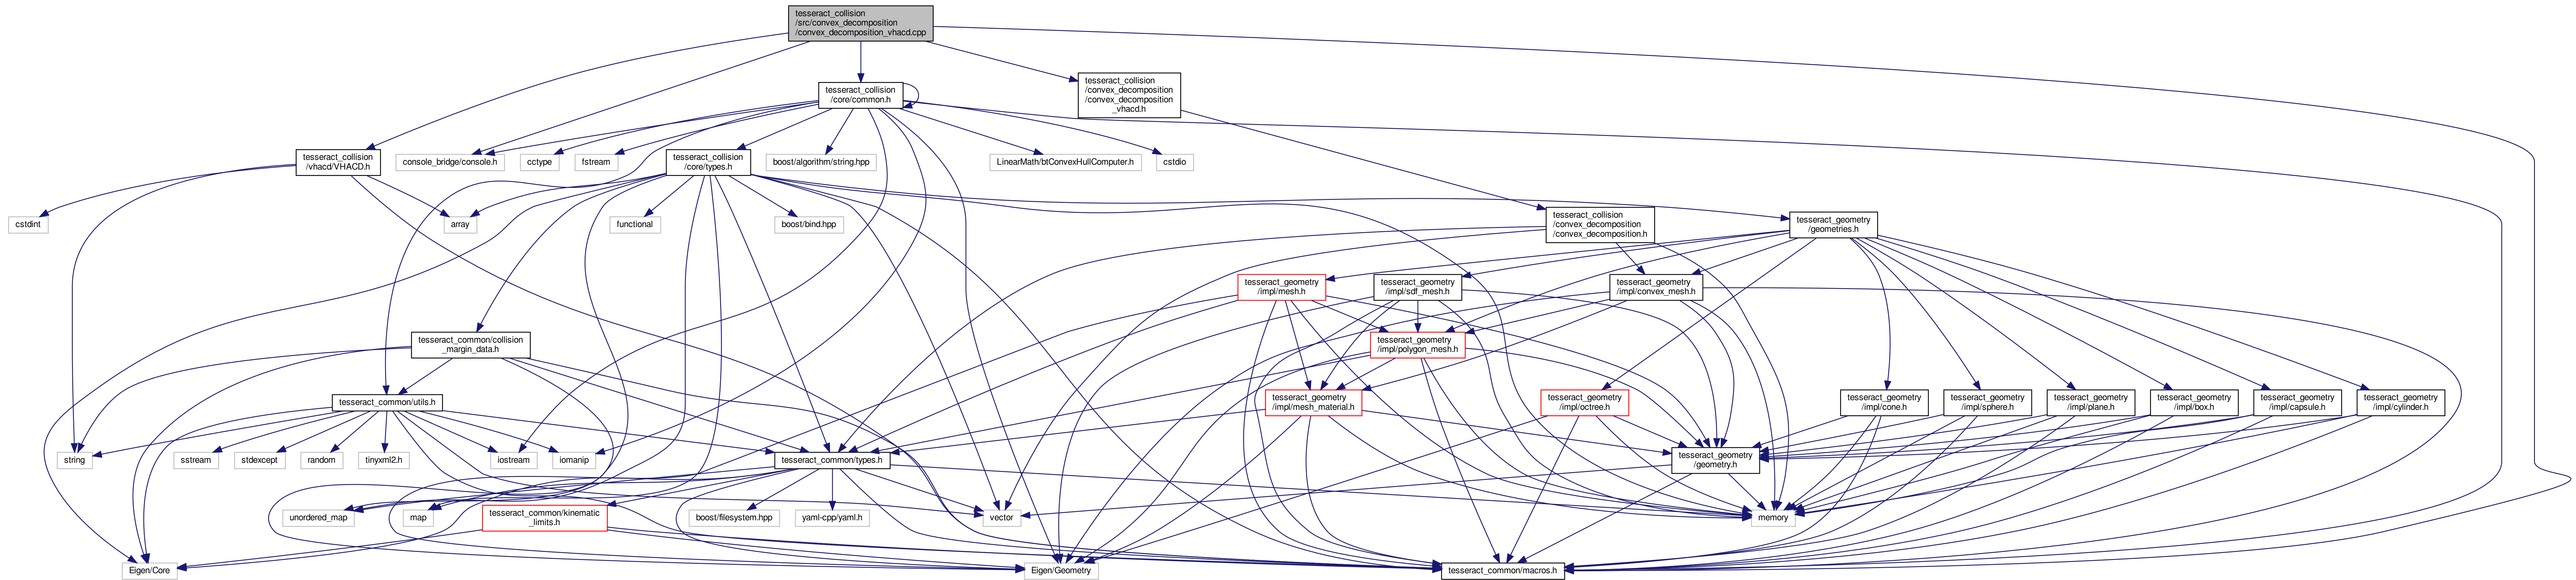 tesseract_collision
/src/convex_decomposition
/convex_decomposition_vhacd.cpp
tesseract_collision
/core/common.h
tesseract_collision
/convex_decomposition
/convex_decomposition
_vhacd.h
tesseract_collision
/vhacd/VHACD.h
console_bridge/console.h
cctype
fstream
tesseract_collision
/core/types.h
boost/algorithm/string.hpp
LinearMath/btConvexHullComputer.h
cstdio
cstdint
array
functional
boost/bind.hpp
tesseract_collision
/convex_decomposition
/convex_decomposition.h
tesseract_geometry
/geometries.h
tesseract_geometry
/impl/mesh.h
tesseract_geometry
/impl/sdf_mesh.h
tesseract_geometry
/impl/convex_mesh.h
tesseract_common/collision
_margin_data.h
tesseract_geometry
/impl/polygon_mesh.h
tesseract_common/utils.h
tesseract_geometry
/impl/mesh_material.h
tesseract_geometry
/impl/octree.h
tesseract_geometry
/impl/cone.h
tesseract_geometry
/impl/sphere.h
tesseract_geometry
/impl/plane.h
tesseract_geometry
/impl/box.h
tesseract_geometry
/impl/capsule.h
tesseract_geometry
/impl/cylinder.h
string
sstream
stdexcept
random
tinyxml2.h
iostream
iomanip
tesseract_common/types.h
tesseract_geometry
/geometry.h
unordered_map
map
tesseract_common/kinematic
_limits.h
boost/filesystem.hpp
yaml-cpp/yaml.h
vector
memory
Eigen/Core
Eigen/Geometry
tesseract_common/macros.h